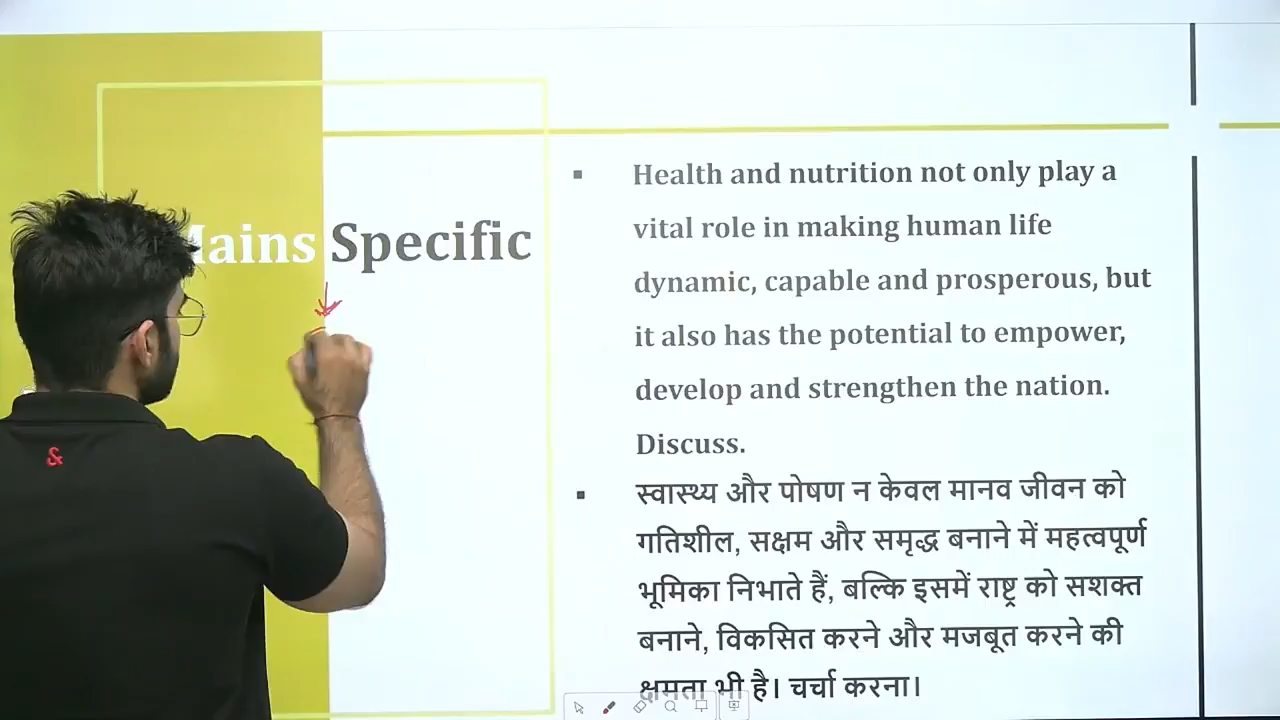 Specific
Health and nutrition not only play a
vital role in making human life
dynamic, capable and prosperous, but
it also has the potential to empower,
develop and strengthen the nation.
Discuss.
स्वास्थ्य और पोषण न केवल मानव जीवन को
गतिशील, सक्षम और समृद्ध बनाने में महत्वपूर्ण
भूमिका निभाते हैं, बल्कि इसमें राष्ट्र को सशक्त
बनाने, विकसित करने और मजबूत करने की
क्षमता भी है। चर्चा करना।
&